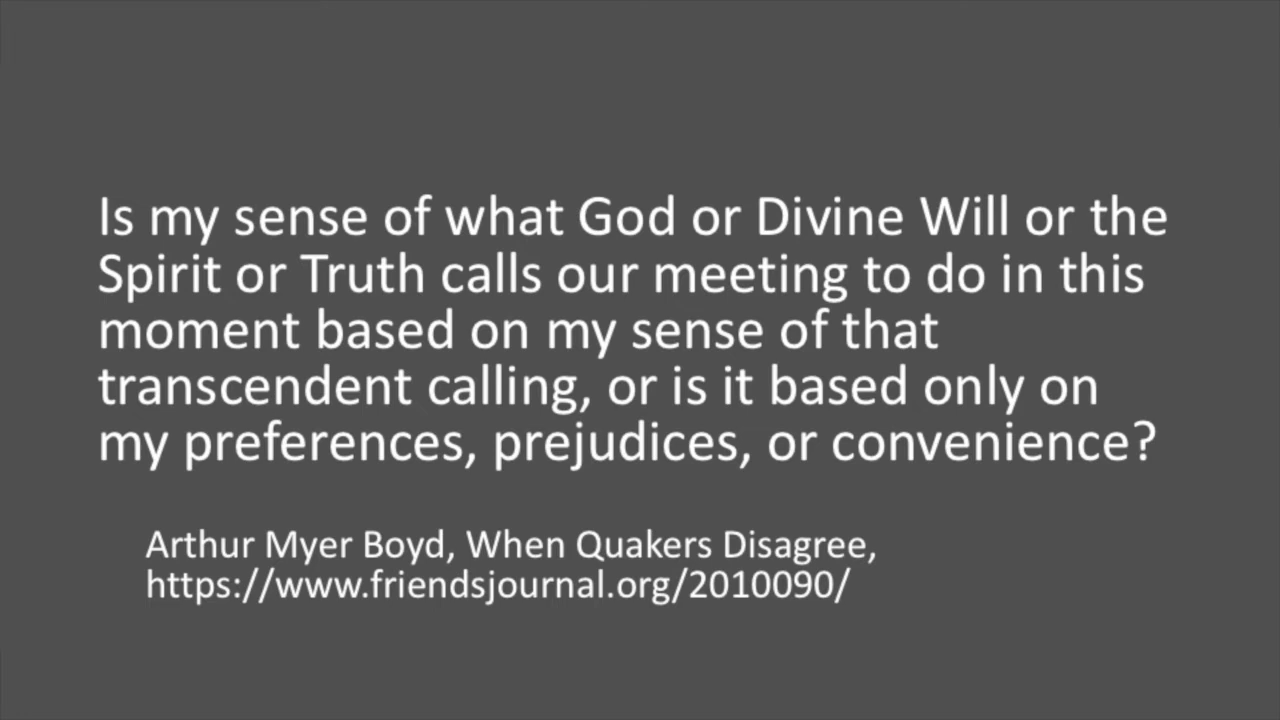 Is my sense of what God or Divine Will or the
Spirit or Truth calls our meeting to do in this
moment based on my sense of that
transcendent calling, or is it based only on
my preferences, prejudices, or convenience?
Arthur Myer Boyd, When Quakers Disagree,
https://www.friendsjournal.org/2010090/